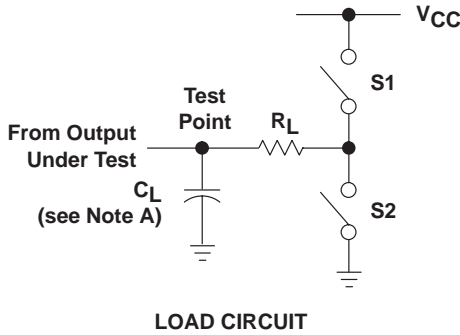 VCC
S1
Test
Point
RL
From Output
Under Test
CL
(see Note A)
S2
LOAD CIRCUIT